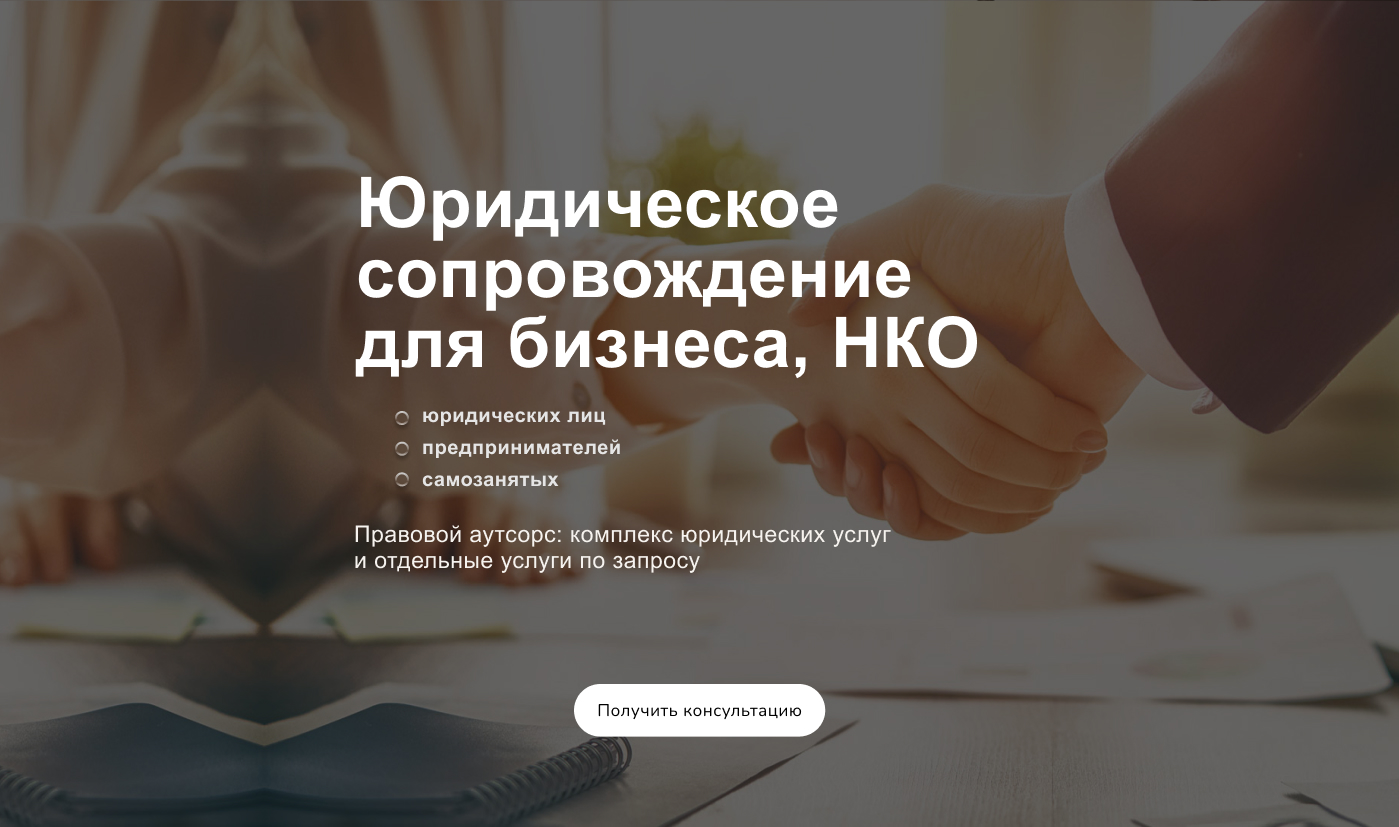 Юридическое
сопровождение
для бизнеса, НКО
юридических лиц
предпринимателей
самозанятых
Правовой аутсорс: комплекс юридических услуг
и отдельные услуги по запросу
Получить консультацию